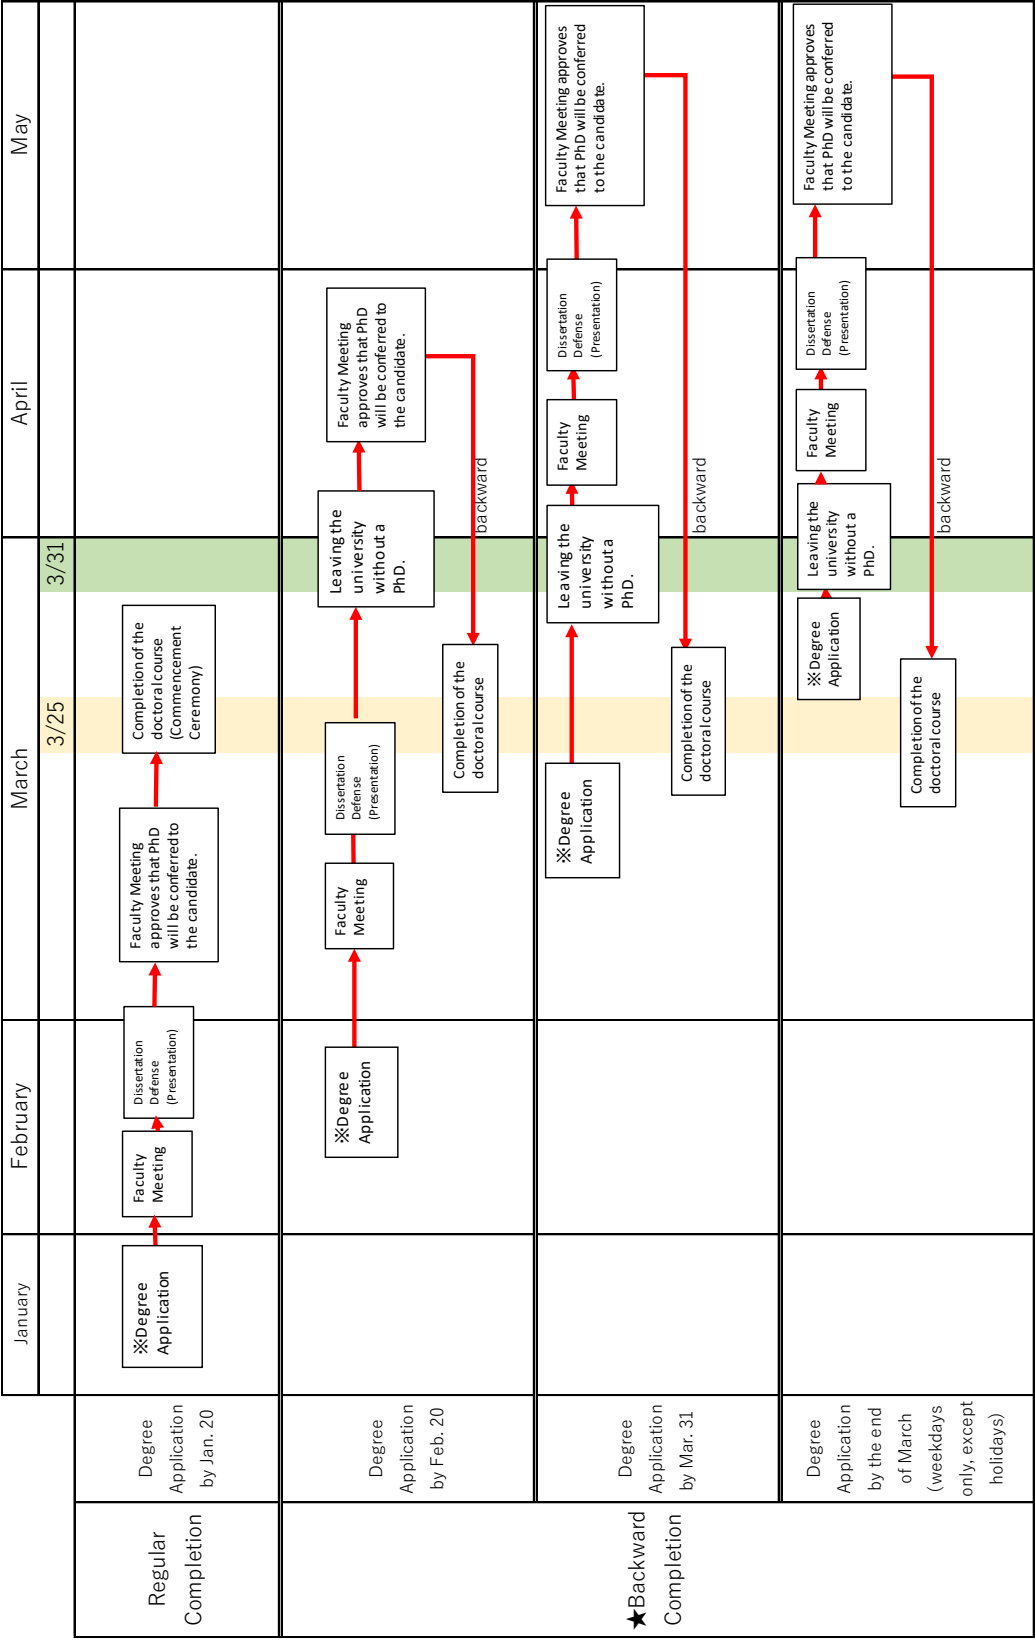 January
February
March
April
May
3/25
3/31
Regular
Completion
Degree
Application
by Jan. 20
※Degree
Application
Faculty
Meeting
Dissertation
Defense
(Presentation)
Faculty Meeting
approves that PhD
will be conferred to
the candidate.
Completion of the
doctoral course
(Commencement
Ceremony)
★Backward
Completion
Degree
Application
by Feb. 20
※Degree
Application
Faculty
Meeting
Dissertation
Defense
(Presentation)
Leaving the
university
without a
PhD.
Faculty Meeting
approves that PhD
will be conferred to
the candidate.
backward
Completion of the
doctoral course
Degree
Application
by Mar. 31
※Degree
Application
Leaving the
university
without a
PhD.
Faculty
Meeting
Dissertation
Defense
(Presentation)
Faculty Meeting approves
that PhD will be conferred
to the candidate.
backward
Completion of the
doctoral course
Degree
Application
by the end
of March
(weekdays
only, except
holidays)
※Degree
Application
Leaving the
university
without a
PhD.
Faculty
Meeting
Dissertation
Defense
(Presentation)
Faculty Meeting approves
that PhD will be conferred
to the candidate.
backward
Completion of the
doctoral course